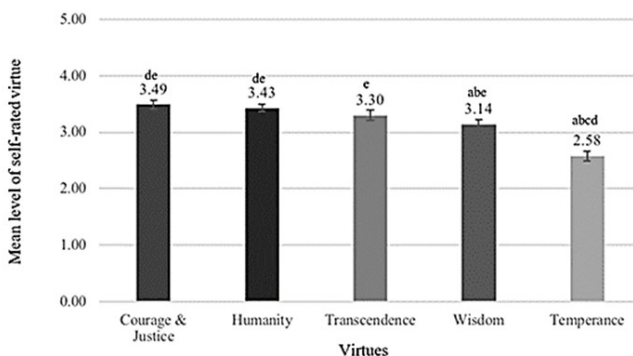 5.00
4.00
3.00
2.00
1.00
0.00
Mean level of self-rated virtue
de
3.49
de
3.43
e
3.30
abe
3.14
abcd
2.58
Courage &
Justice
Humanity
Transcendence
Wisdom
Temperance
Virtues